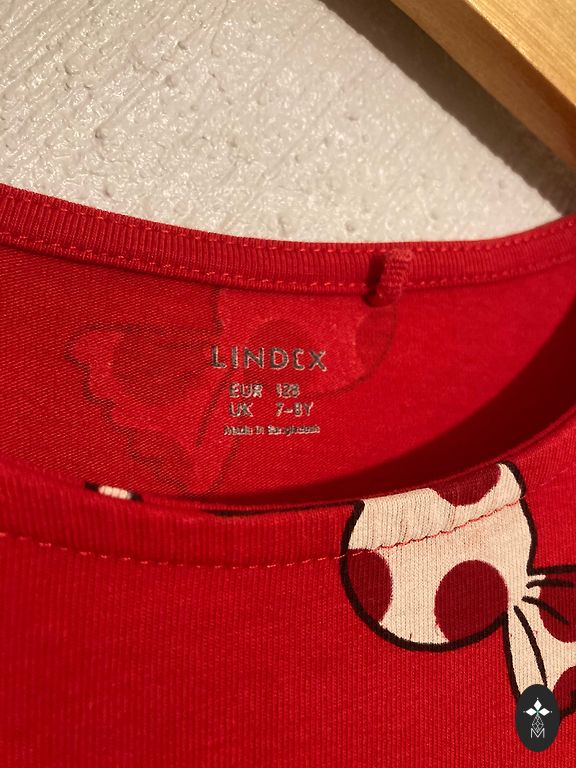 LINDEX
EUR 128
UK 7-8Y
Made in Bangladesh
M